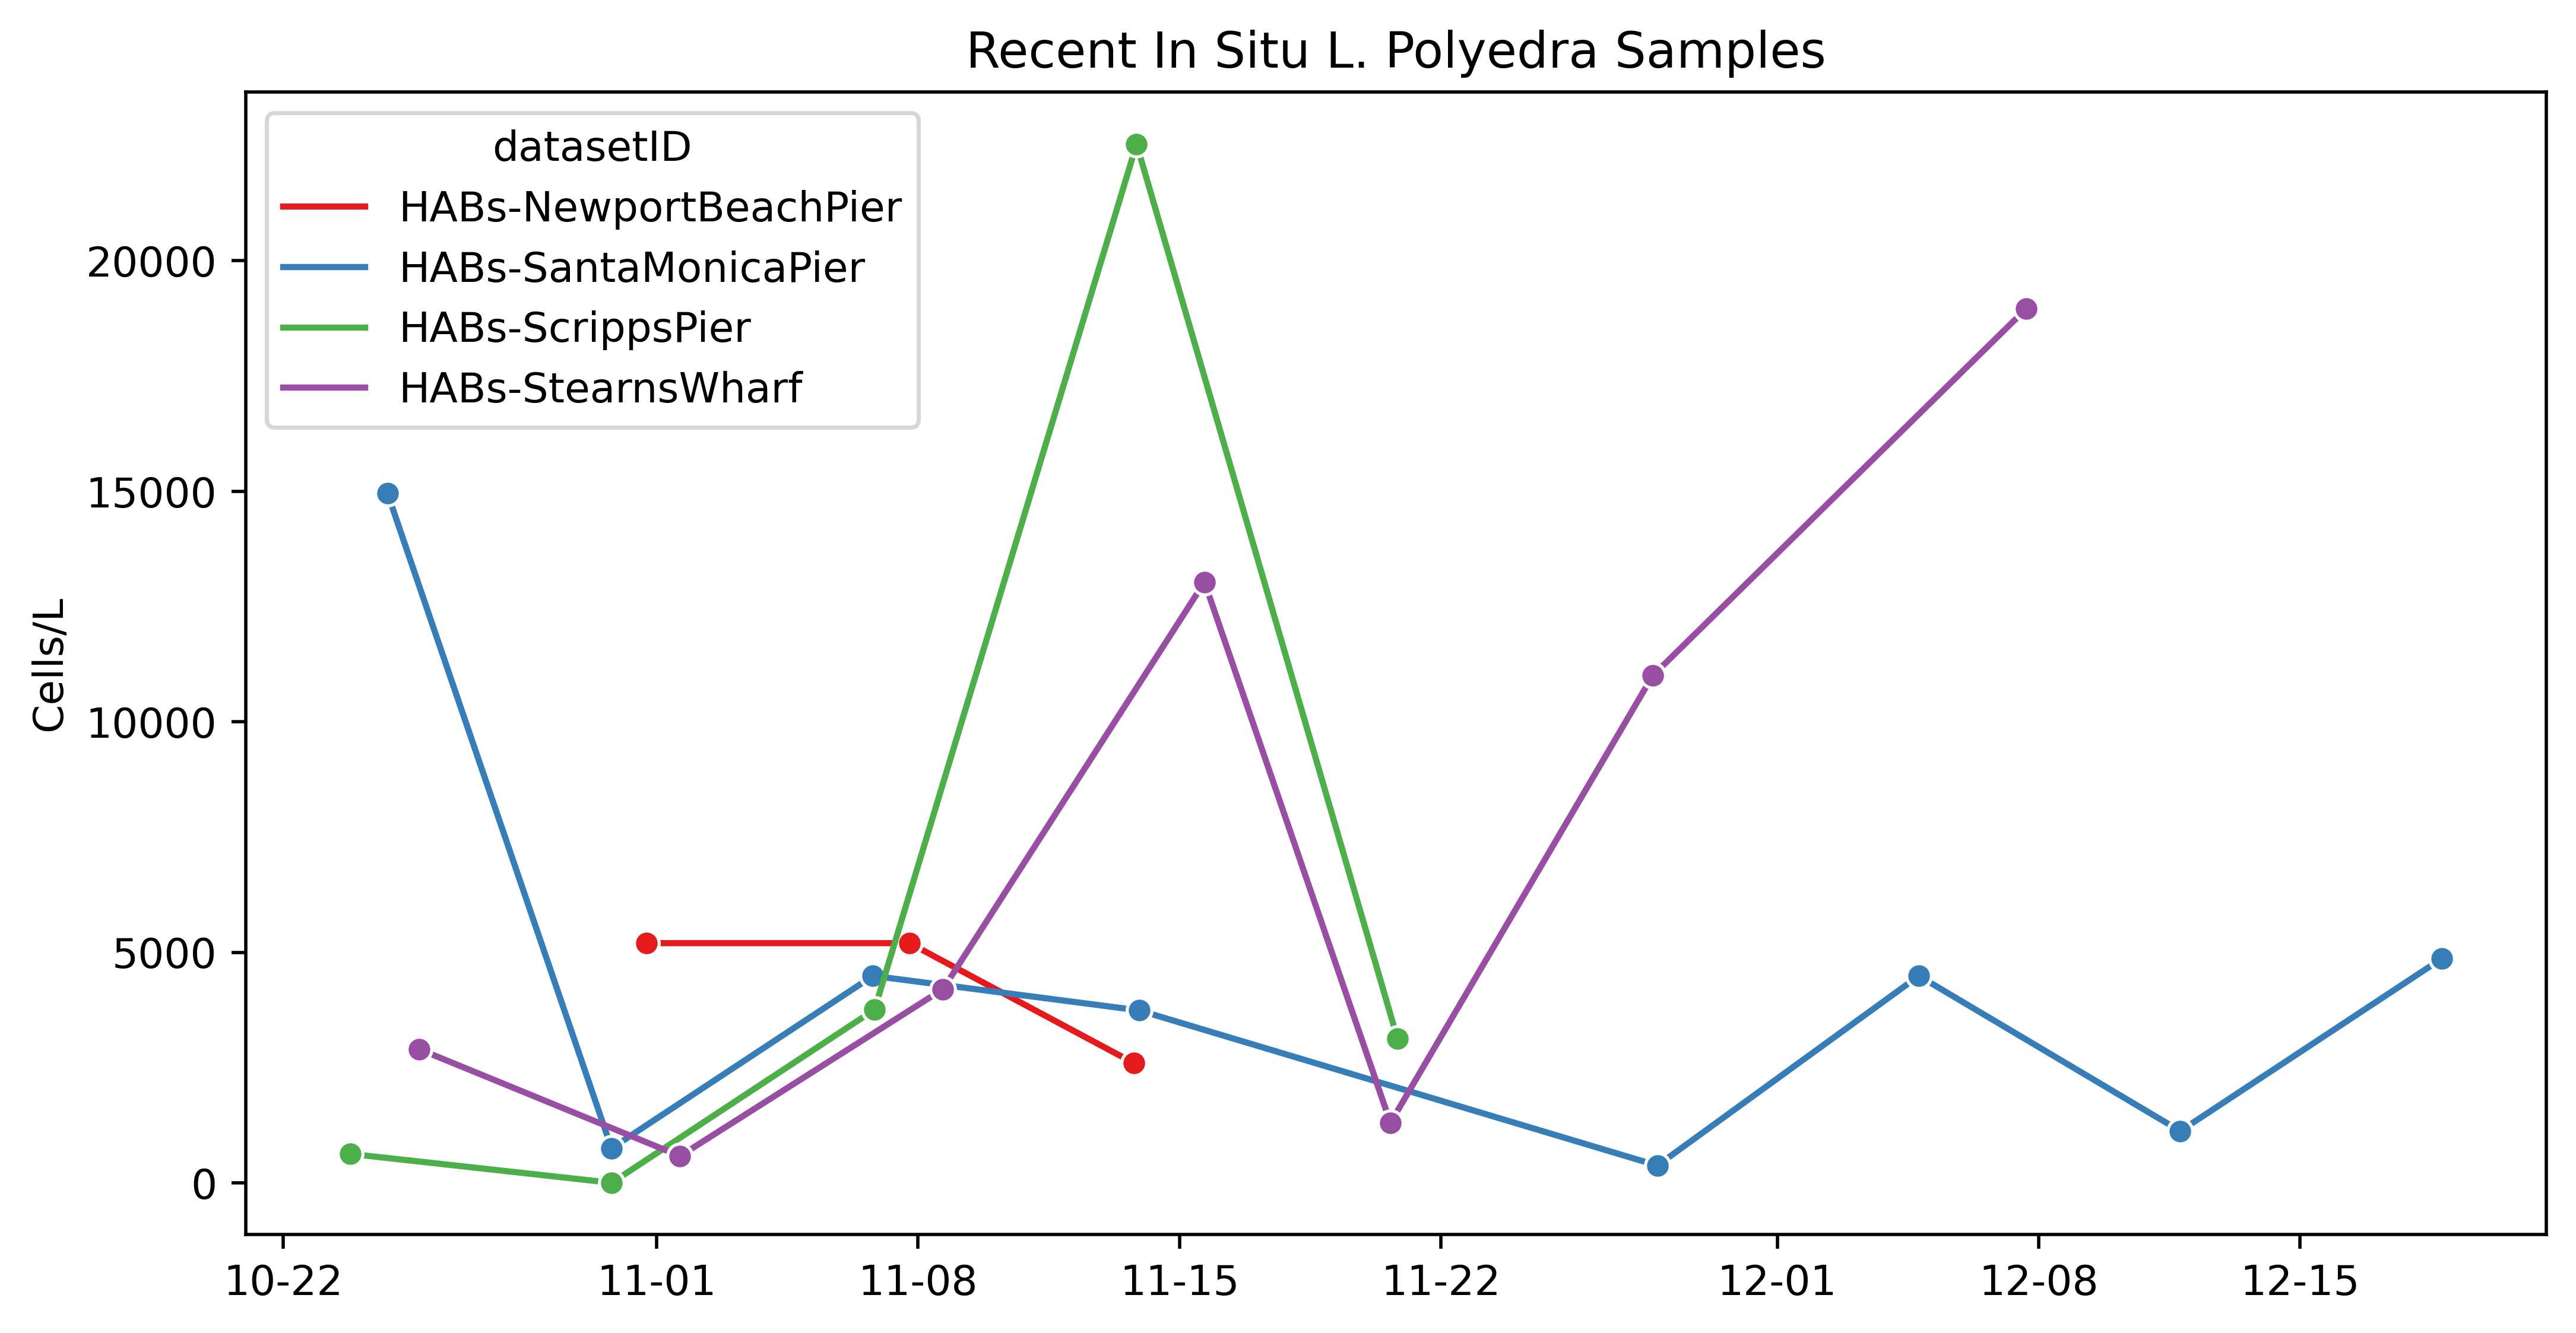 Recent In Situ L. Polyedra Samples
datasetID
HABs-NewportBeachPier
HABs-SantaMonicaPier
HABs-ScrippsPier
HABs-StearnsWharf
Cells/L
20000
15000
10000
5000
0
10-22 11-01 11-08 11-15 11-22 12-01 12-08 12-15